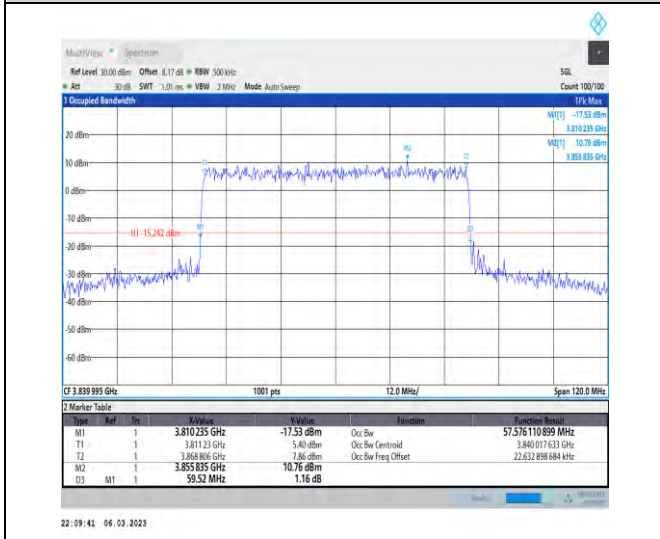 MultiView Spectrum
Ref Level 30.00 dBm Offset 8.17 dB RBW 500 kHz SGL
Att 30 dB SWT 1.01 ms VBW 2 MHz Mode Auto Sweep Count 100/100
1 Occupied Bandwidth 1Pk Max
M1[1] -17.53 dBm
3.810 235 GHz
M2[1] 10.76 dBm
3.855 835 GHz
20 dBm
M2
T1 T2
10 dBm
0 dBm
-10 dBm
H1 -15.242 dBm M1 D3
-20 dBm
-30 dBm
-40 dBm
-50 dBm
-60 dBm
CF 3.839 995 GHz 1001 pts 12.0 MHz/ Span 120.0 MHz
2 Marker Table
Type Ref Trc X-Value Y-Value Function Function Result
M1 1 3.810 235 GHz -17.53 dBm Occ Bw 57.576 110 899 MHz
T1 1 3.811 23 GHz 5.40 dBm Occ Bw Centroid 3.840 017 633 GHz
T2 1 3.868 806 GHz 7.86 dBm Occ Bw Freq Offset 22.632 898 684 kHz
M2 1 3.855 835 GHz 10.76 dBm
D3 M1 1 59.52 MHz 1.16 dB
22:09:41 06.03.2023